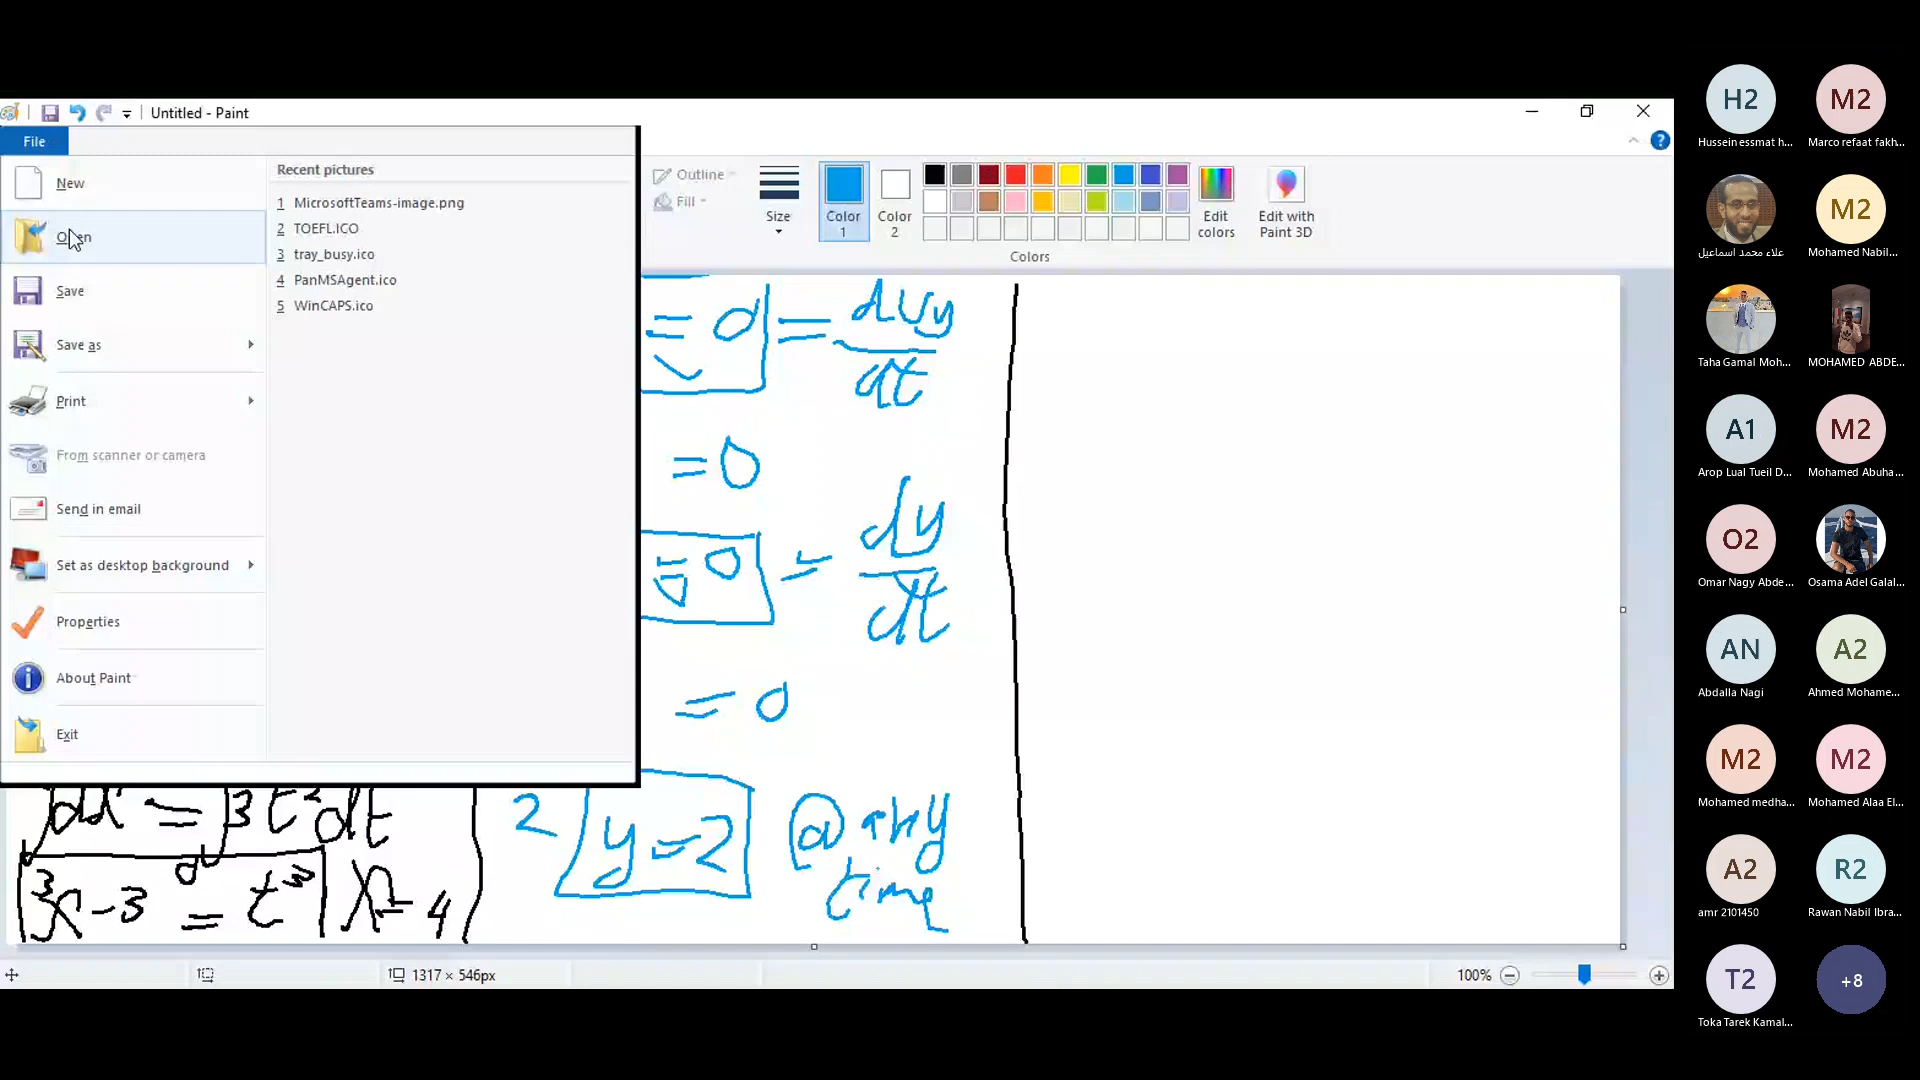 Untitled - Paint
File
New
Open
Save
Save as
Print
From scanner or camera
Send in email
Set as desktop background
Properties
About Paint
Exit
Recent pictures
1 MicrosoftTeams-image.png
2 TOEFL.ICO
3 tray_busy.ico
4 PanMSAgent.ico
5 WinCAPS.ico
Outline
Fill
Size
Color 1
Color 2
Edit colors
Edit with Paint 3D
Colors
= 0 = dVy
dt
= 0
= 0 = dy
dt
= 0
2 y = 2 @ any
time
dx = 3t² dt
x - 3 = t³ x = 4
1317 × 546px
100%
H2
Hussein essmat h...
M2
Marco refaat fakh...
علاء محمد اسماعيل
M2
Mohamed Nabil...
Taha Gamal Moh...
MOHAMED ABDE...
A1
Arop Lual Tueil D...
M2
Mohamed Abuha...
O2
Omar Nagy Abde...
Osama Adel Galal...
AN
Abdalla Nagi
A2
Ahmed Mohame...
M2
Mohamed medha...
M2
Mohamed Alaa El...
A2
amr 2101450
R2
Rawan Nabil Ibra...
T2
Toka Tarek Kamal...
+8